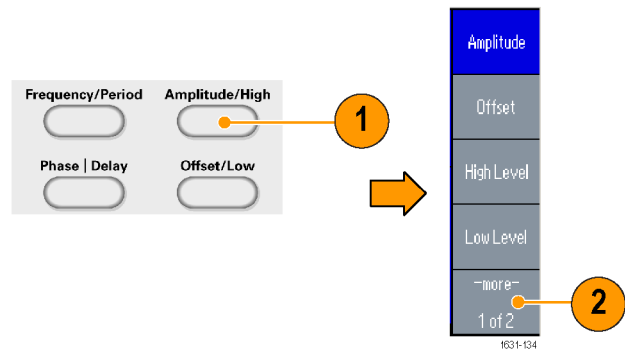 Frequency/Period
Amplitude/High
1
Phase | Delay
Offset/Low
Amplitude
Offset
High Level
Low Level
-more-
1 of 2
2
1631-134